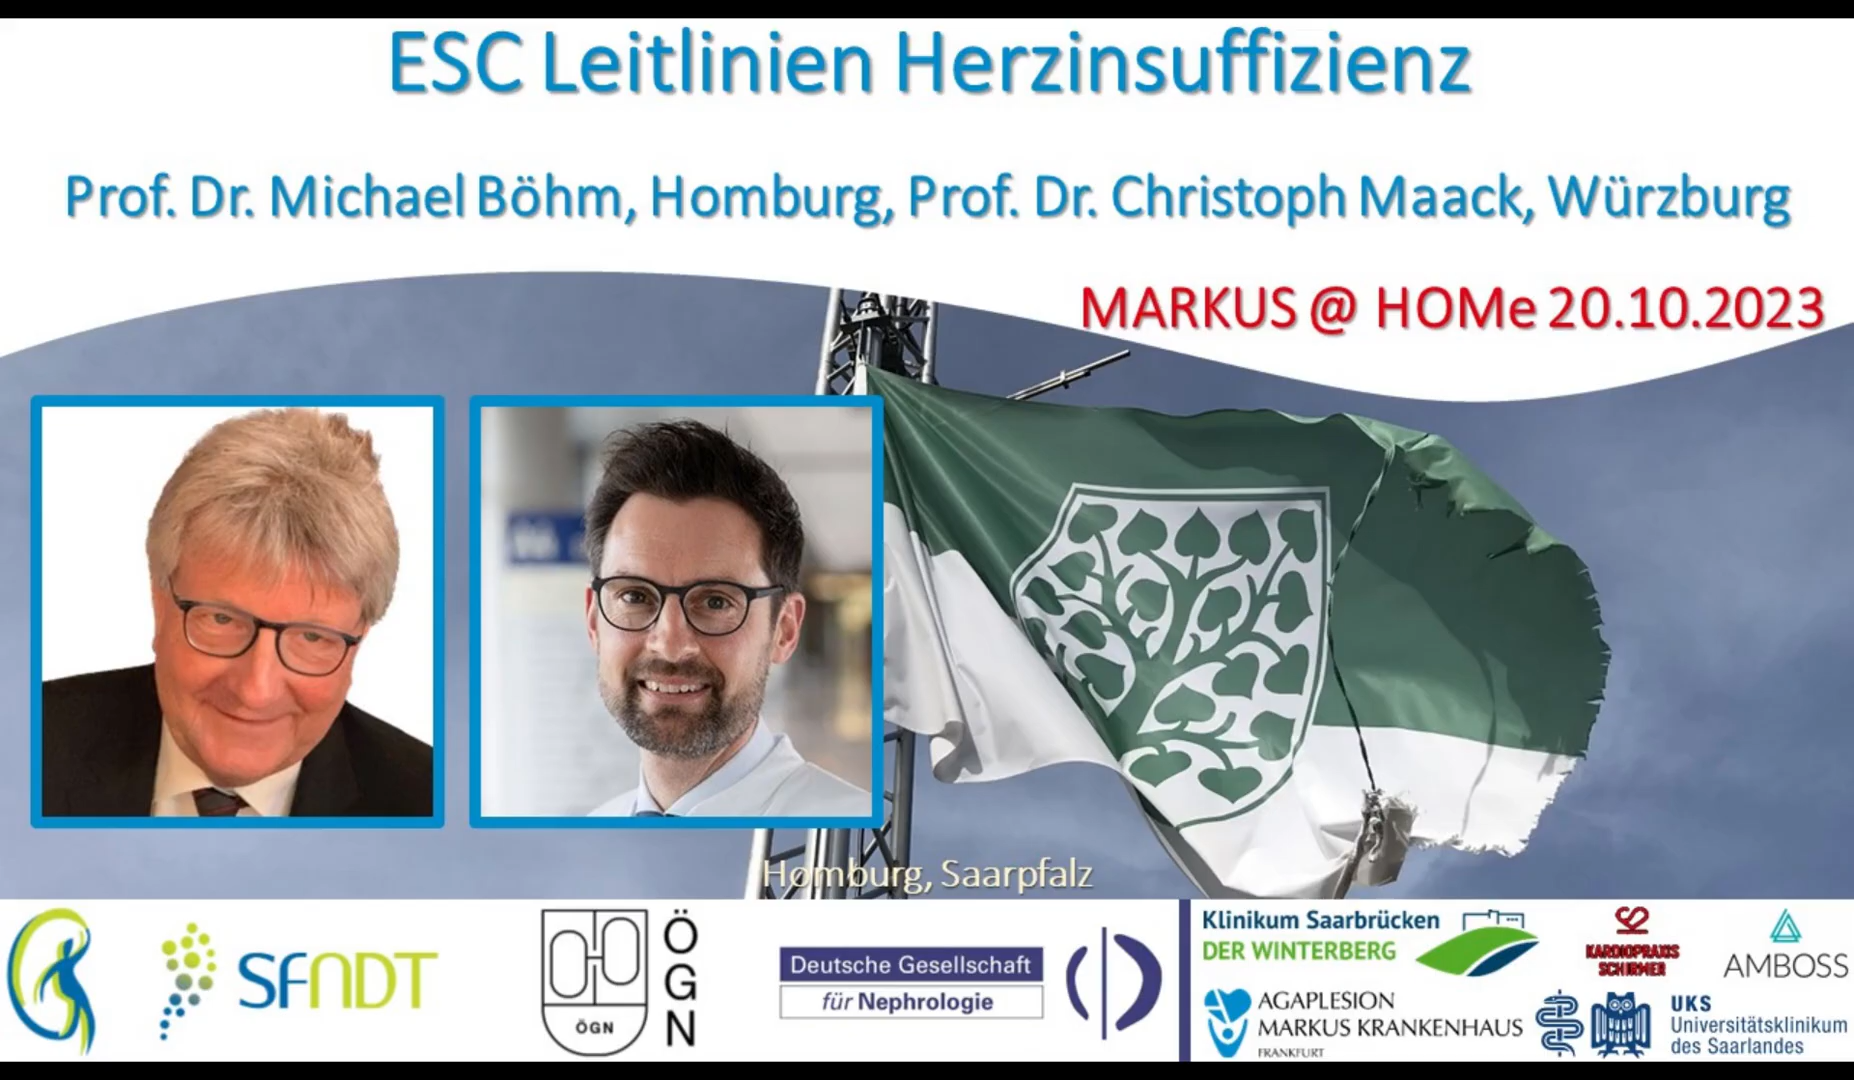 ESC Leitlinien Herzinsuffizienz
Prof. Dr. Michael Böhm, Homburg, Prof. Dr. Christoph Maack, Würzburg
MARKUS @ HOMe 20.10.2023
Homburg, Saarpfalz
SFNDT
ÖGN
ÖGN
Deutsche Gesellschaft
für Nephrologie
Klinikum Saarbrücken
DER WINTERBERG
KARDIOPRAXIS
SCHIRMER
AMBOSS
AGAPLESION
MARKUS KRANKENHAUS
FRANKFURT
UKS
Universitätsklinikum
des Saarlandes